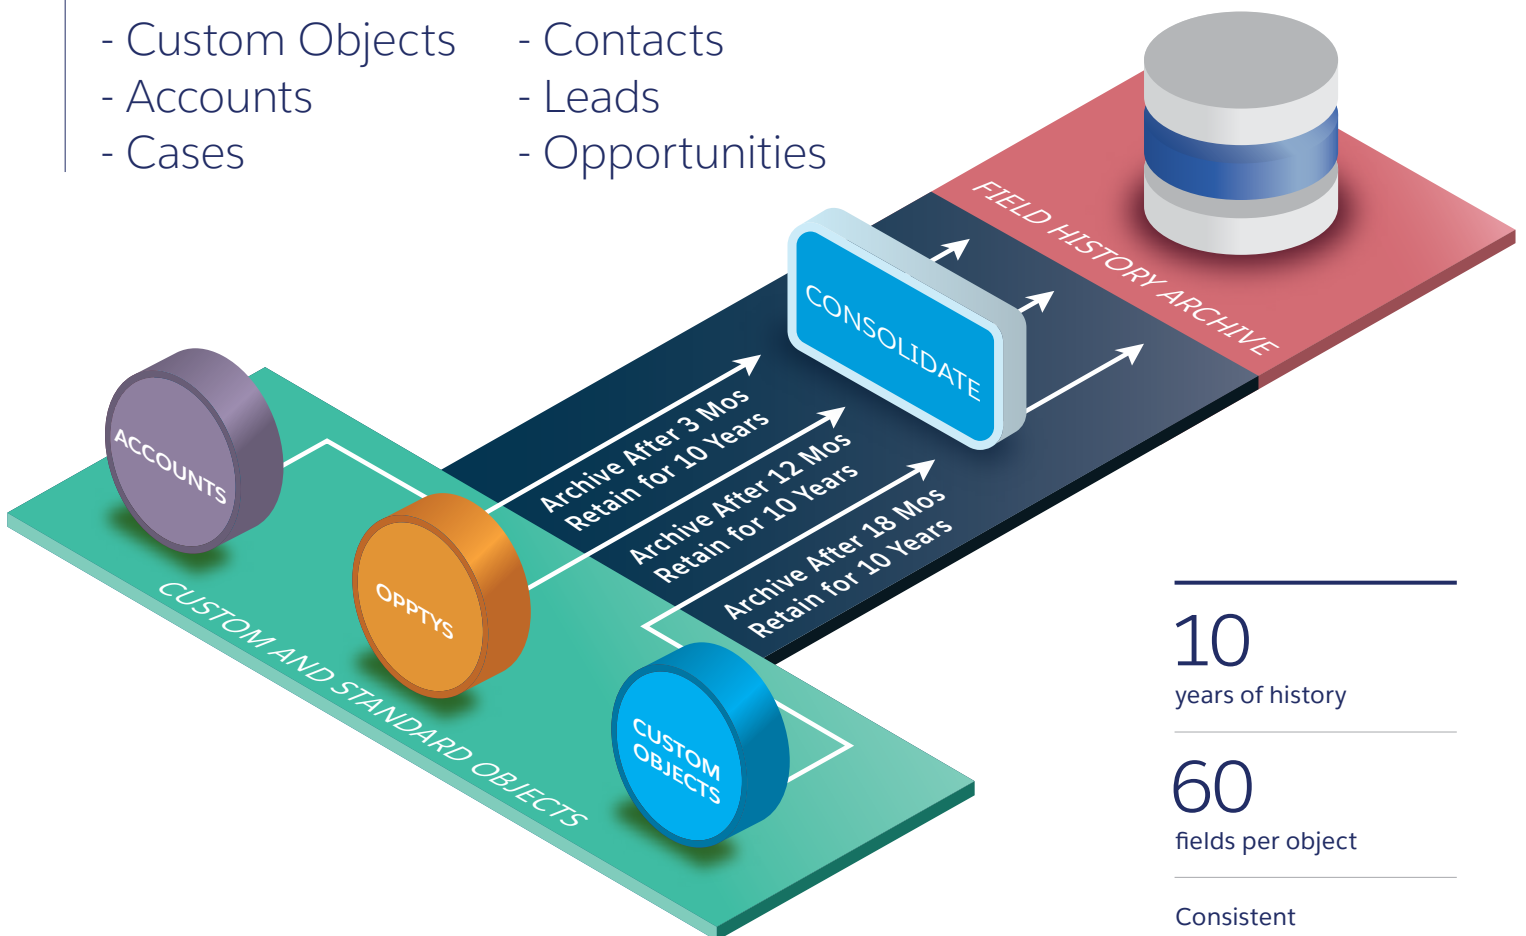 - Custom Objects
- Accounts
- Cases
- Contacts
- Leads
- Opportunities
FIELD HISTORY ARCHIVE
CONSOLIDATE
ACCOUNTS
Archive After 3 Mos
Retain for 10 Years
OPPTYS
Archive After 12 Mos
Retain for 10 Years
Archive After 18 Mos
Retain for 10 Years
CUSTOM
OBJECTS
CUSTOM AND STANDARD OBJECTS
10
years of history
60
fields per object
Consistent